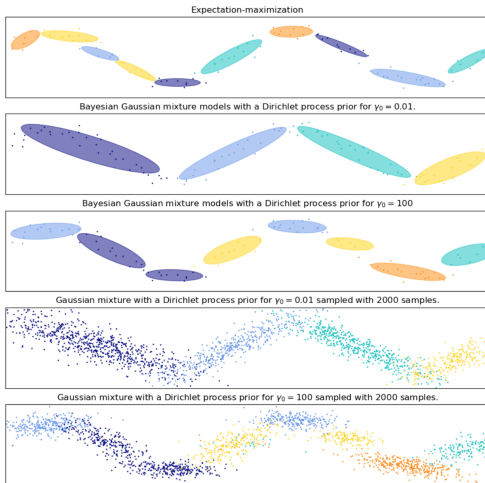 Expectation-maximization
Bayesian Gaussian mixture models with a Dirichlet process prior for γ₀ = 0.01.
Bayesian Gaussian mixture models with a Dirichlet process prior for γ₀ = 100
Gaussian mixture with a Dirichlet process prior for γ₀ = 0.01 sampled with 2000 samples.
Gaussian mixture with a Dirichlet process prior for γ₀ = 100 sampled with 2000 samples.